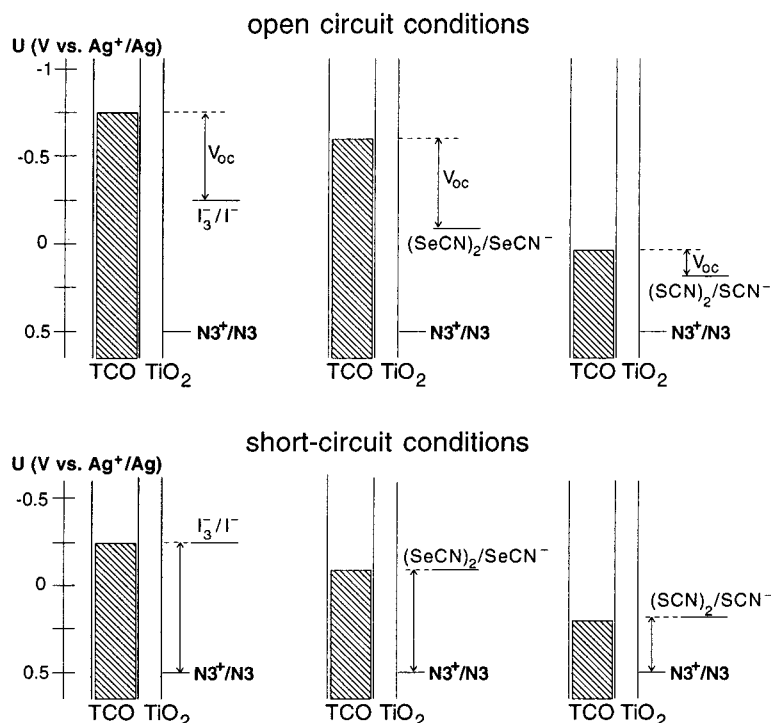 open circuit conditions
U (V vs. Ag⁺/Ag)
-1
-0.5
0
0.5
V_oc
I₃⁻/I⁻
N3⁺/N3
TCO TiO₂
V_oc
(SeCN)₂/SeCN⁻
N3⁺/N3
TCO TiO₂
V_oc
(SCN)₂/SCN⁻
N3⁺/N3
TCO TiO₂
short-circuit conditions
U (V vs. Ag⁺/Ag)
-0.5
0
0.5
I₃⁻/I⁻
N3⁺/N3
TCO TiO₂
(SeCN)₂/SeCN⁻
N3⁺/N3
TCO TiO₂
(SCN)₂/SCN⁻
N3⁺/N3
TCO TiO₂